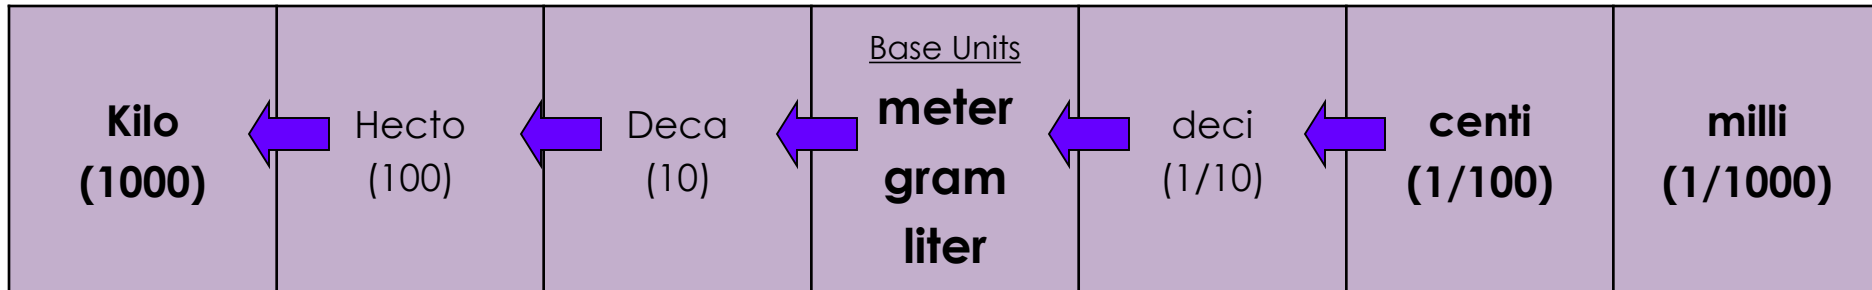 Kilo
(1000)
Hecto
(100)
Deca
(10)
Base Units
meter
gram
liter
deci
(1/10)
centi
(1/100)
milli
(1/1000)